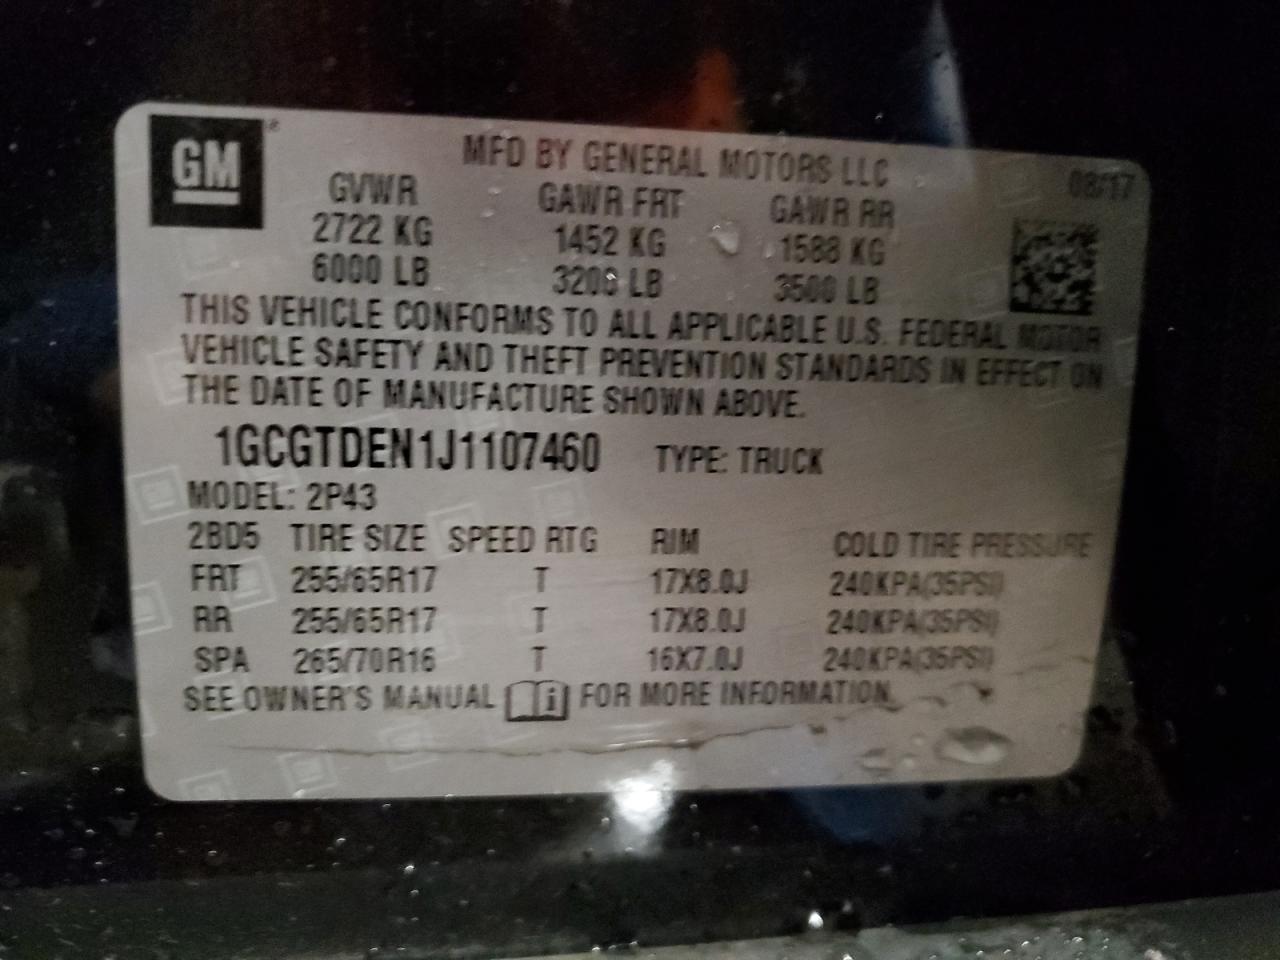 GM
MFD BY GENERAL MOTORS LLC 08/17
GVWR GAWR FRT GAWR RR
2722 KG 1452 KG 1588 KG
6000 LB 3200 LB 3500 LB
THIS VEHICLE CONFORMS TO ALL APPLICABLE U.S. FEDERAL MOTOR
VEHICLE SAFETY AND THEFT PREVENTION STANDARDS IN EFFECT ON
THE DATE OF MANUFACTURE SHOWN ABOVE.
1GCGTDEN1J1107460 TYPE: TRUCK
MODEL: 2P43
2BD5 TIRE SIZE SPEED RTG RIM COLD TIRE PRESSURE
FRT 255/65R17 T 17X8.0J 240KPA(35PSI)
RR 255/65R17 T 17X8.0J 240KPA(35PSI)
SPA 265/70R16 T 16X7.0J 240KPA(35PSI)
SEE OWNER'S MANUAL i FOR MORE INFORMATION